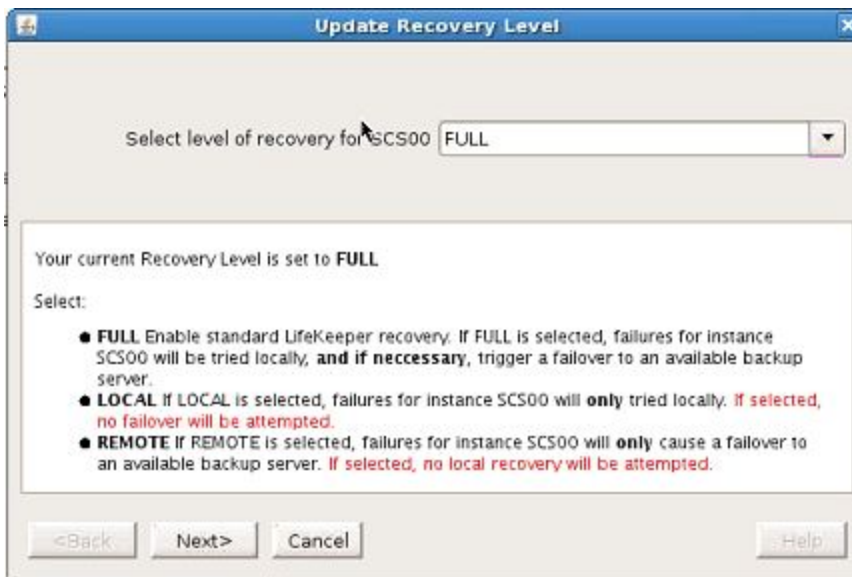 Update Recovery Level
Select level of recovery for SCS00 FULL
Your current Recovery Level is set to FULL
Select:
● FULL Enable standard LifeKeeper recovery. If FULL is selected, failures for instance
SCS00 will be tried locally, and if neccessary, trigger a failover to an available backup
server.
● LOCAL If LOCAL is selected, failures for instance SCS00 will only tried locally. If selected,
no failover will be attempted.
● REMOTE If REMOTE is selected, failures for instance SCS00 will only cause a failover to
an available backup server. If selected, no local recovery will be attempted.
<Back Next> Cancel Help